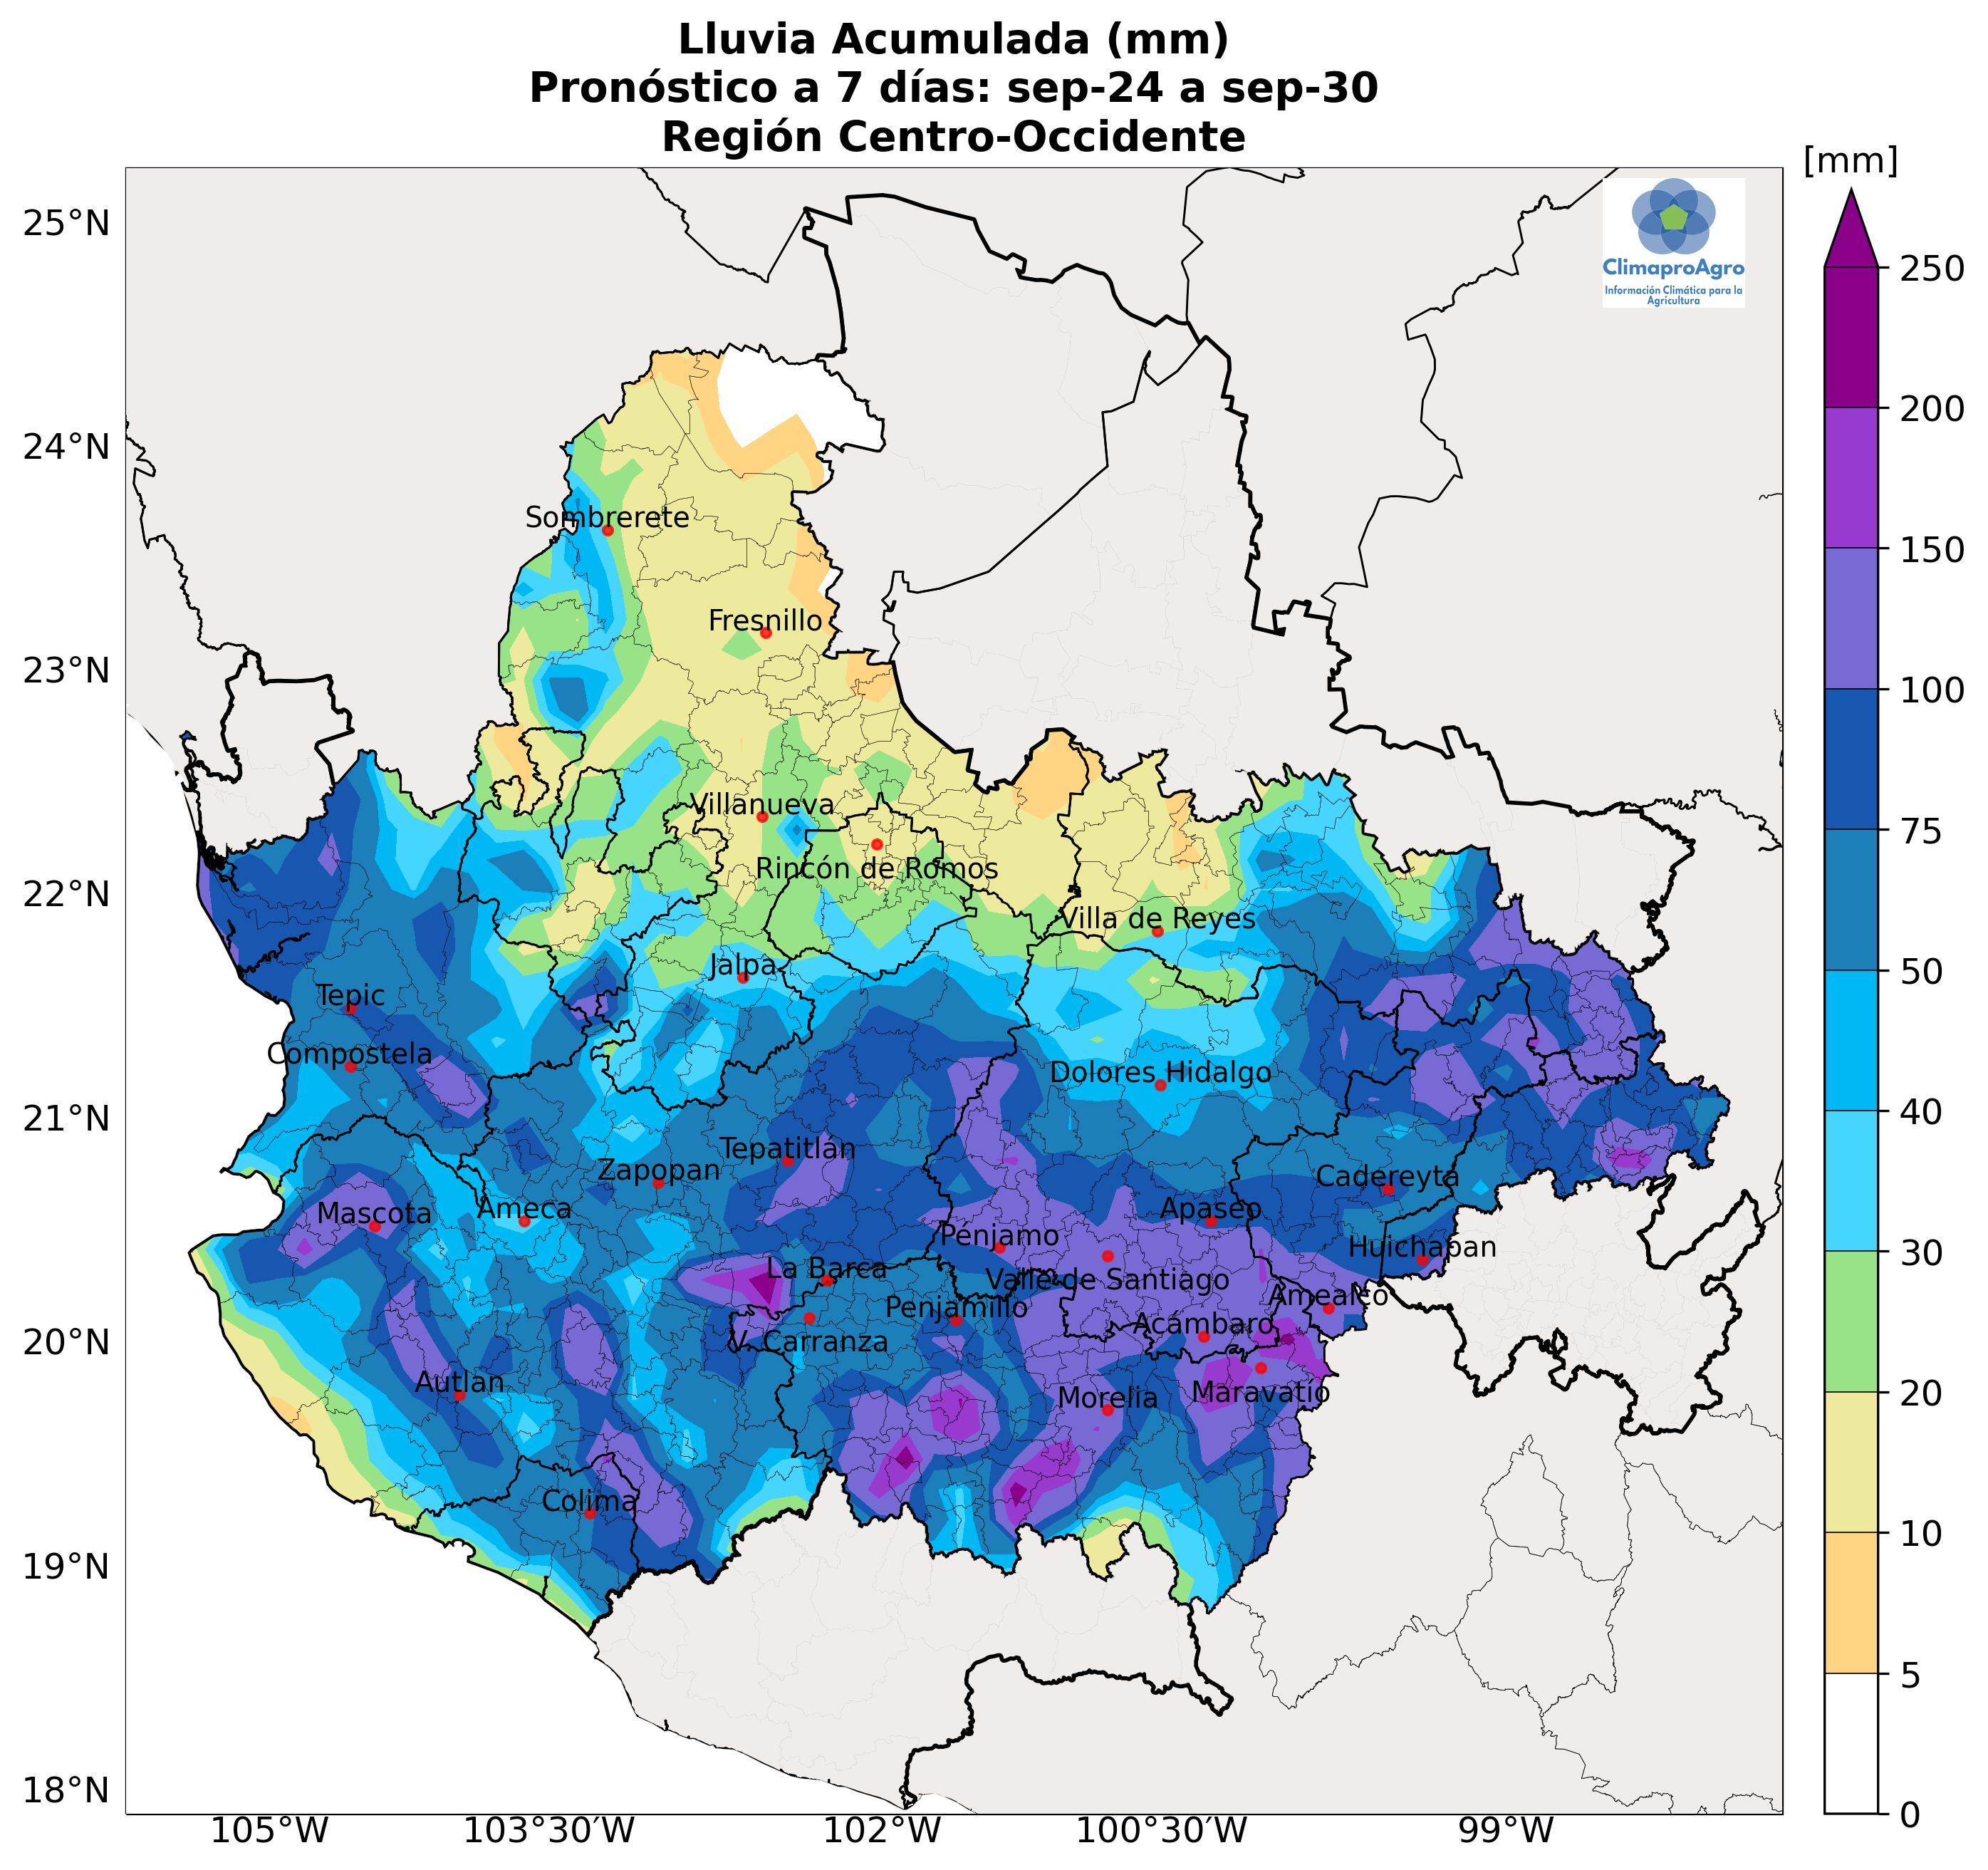 Lluvia Acumulada (mm)
Pronóstico a 7 días: sep-24 a sep-30
Región Centro-Occidente
[mm]
ClimaproAgro
Información Climática para la
Agricultura
25°N
24°N
23°N
22°N
21°N
20°N
19°N
18°N
250
200
150
100
75
50
40
30
20
10
5
0
Sombrerete
Fresnillo
Villanueva
Rincón de Romos
Villa de Reyes
Jalpa
Tepic
Compostela
Dolores Hidalgo
Tepatitlán
Zapopan
Cadereyta
Mascota
Ameca
Apaseo
Penjamo
Huichapan
La Barca
Valle de Santiago
Penjamillo
Amealco
V. Carranza
Acámbaro
Autlan
Morelia
Maravatío
Colima
105°W
103°30'W
102°W
100°30'W
99°W